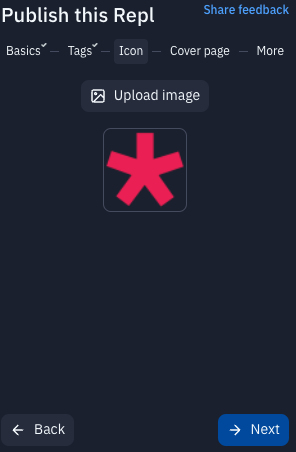 Publish this Repl
Share feedback
Basics Tags Icon Cover page More
Upload image
Back
Next